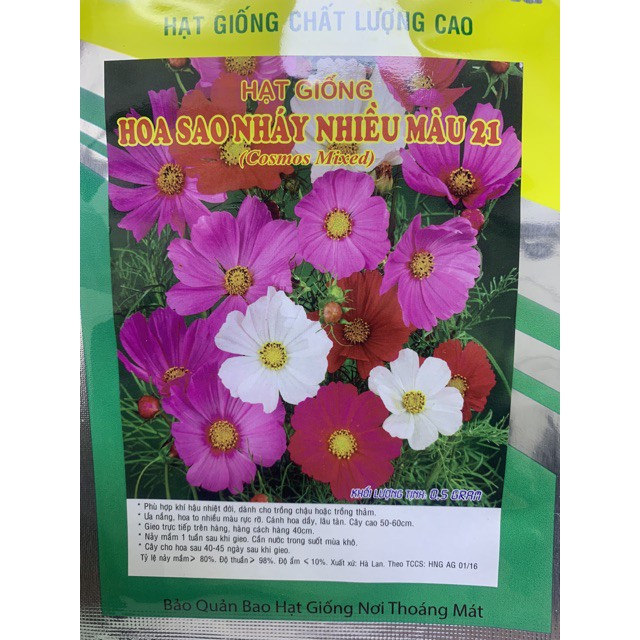 HẠT GIỐNG CHẤT LƯỢNG CAO
HẠT GIỐNG
HOA SAO NHÁY NHIỀU MÀU 21
(Cosmos Mixed)
KHỐI LƯỢNG TỊNH: 0,5 GRAM
* Phù hợp khí hậu nhiệt đới, dành cho trồng chậu hoặc trồng thảm.
* Ưa nắng, hoa to nhiều màu rực rỡ. Cánh hoa dầy, lâu tàn. Cây cao 50-60cm.
* Gieo trực tiếp trên hàng, hàng cách hàng 40cm.
* Nảy mầm 1 tuần sau khi gieo. Cần nước trong suốt mùa khô.
* Cây cho hoa sau 40-45 ngày sau khi gieo.
Tỷ lệ nảy mầm> 80%. Độ thuần> 98%. Độ ẩm < 10%. Xuất xứ: Hà Lan. Theo TCCS: HNG AG 01/16
Bảo Quản Bao Hạt Giống Nơi Thoáng Mát